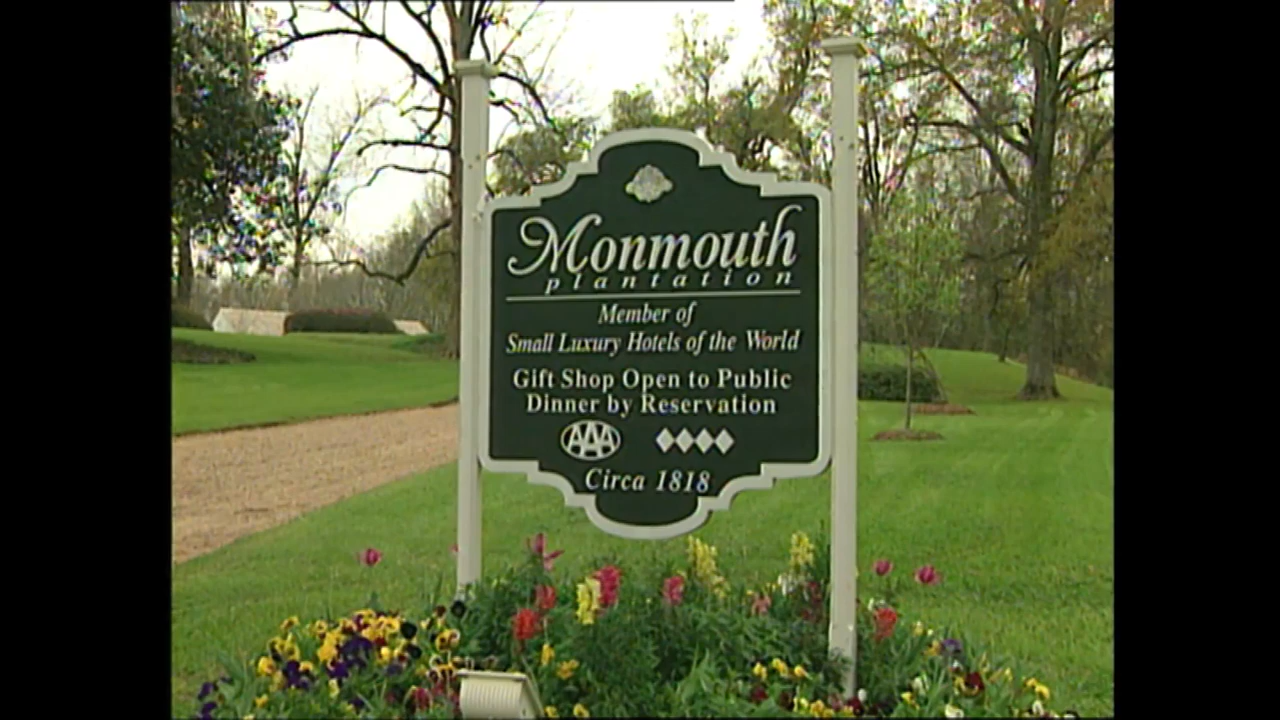 Monmouth
plantation
Member of
Small Luxury Hotels of the World
Gift Shop Open to Public
Dinner by Reservation
AAA
Circa 1818